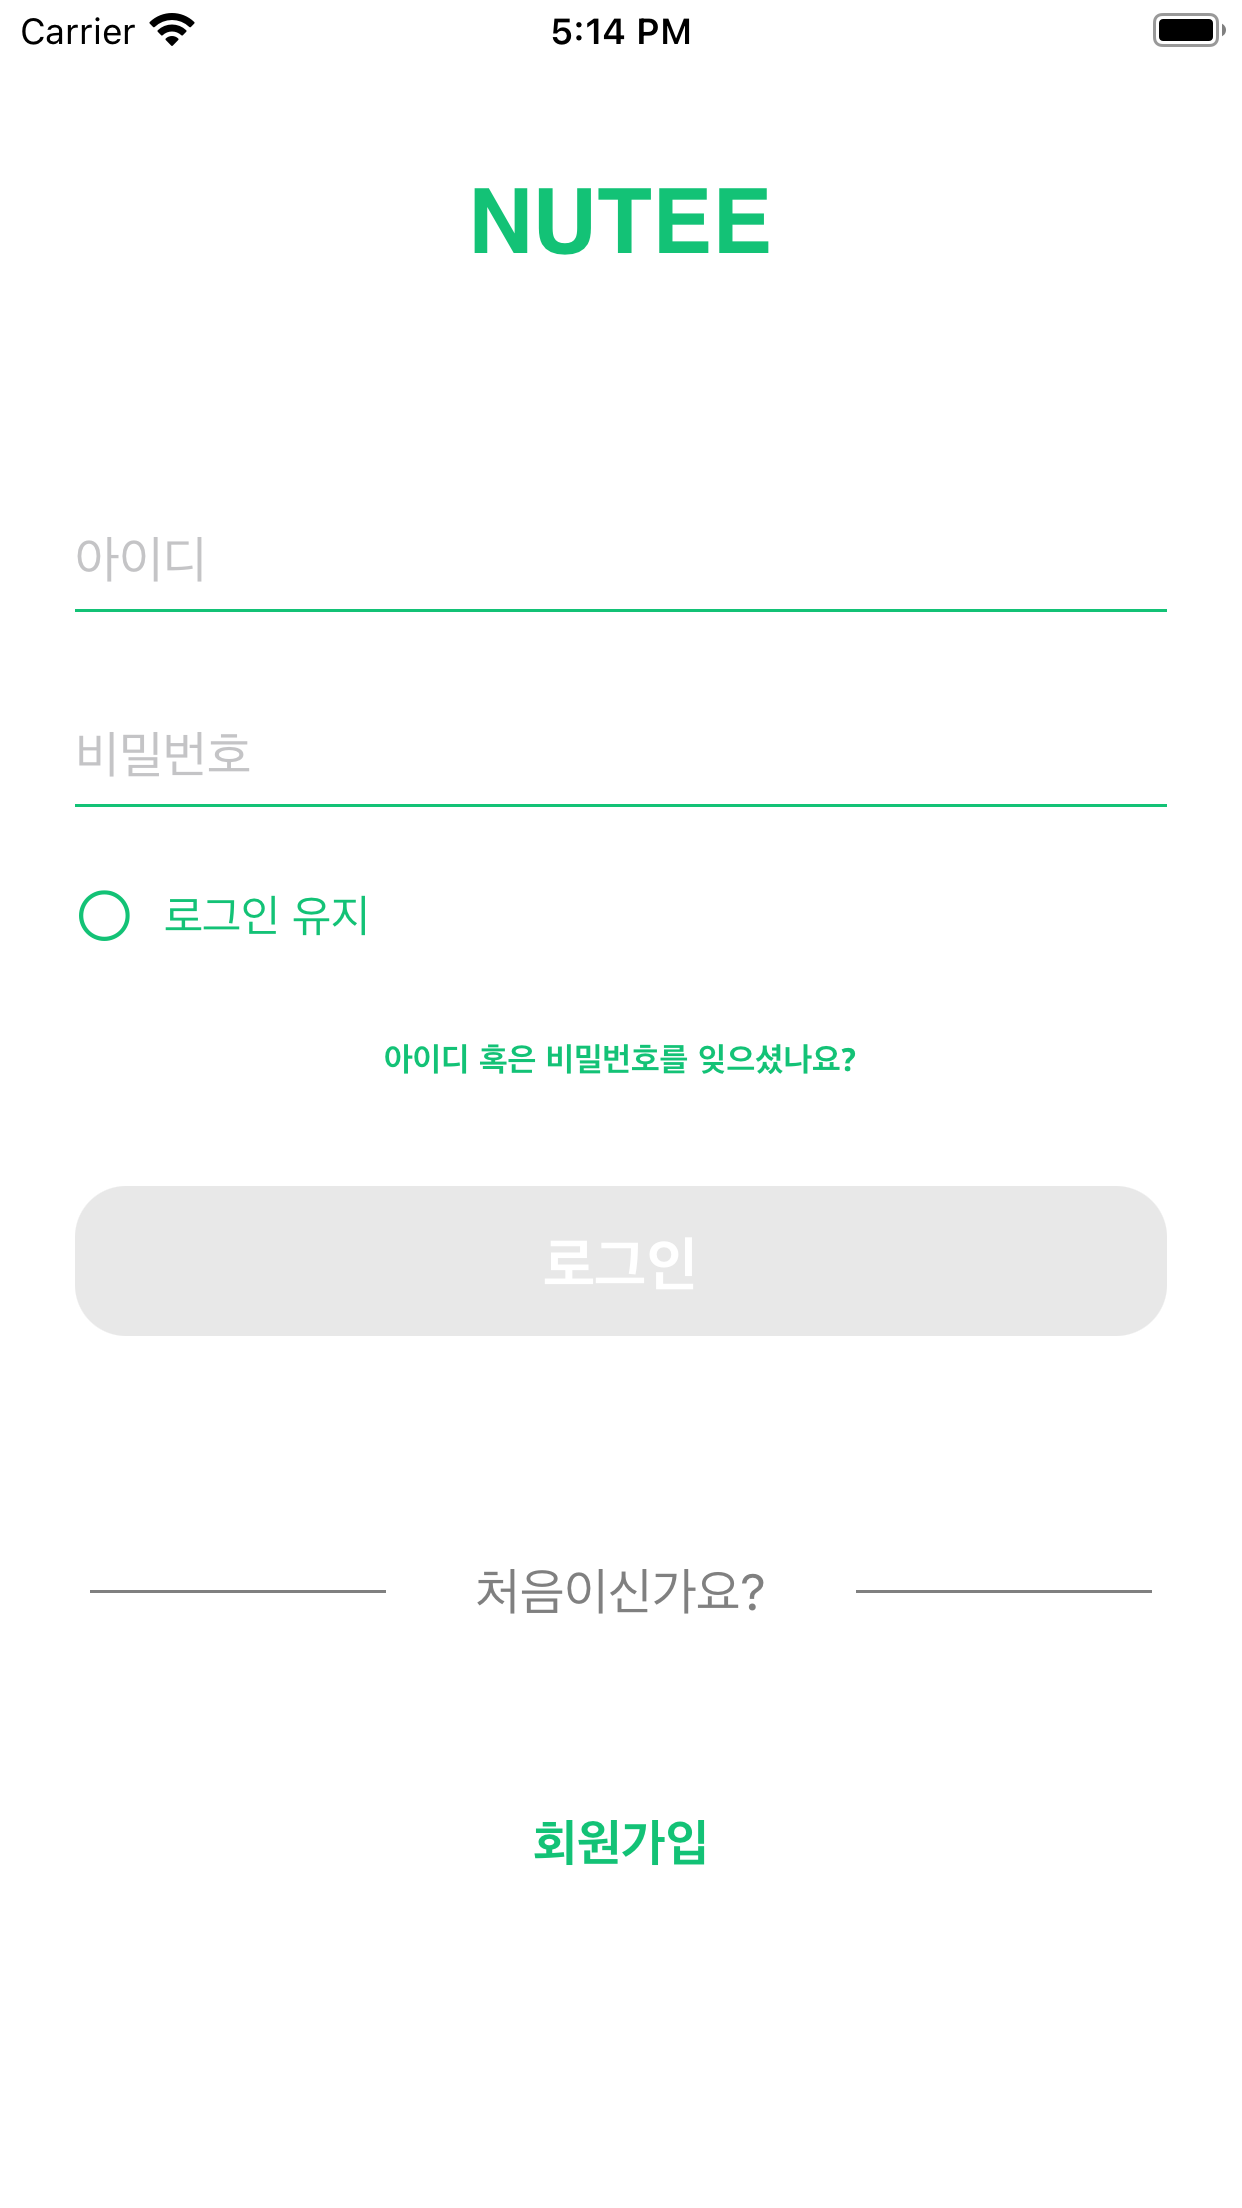 Carrier 5:14 PM
NUTEE
아이디
비밀번호
로그인 유지
아이디 혹은 비밀번호를 잊으셨나요?
로그인
처음이신가요?
회원가입